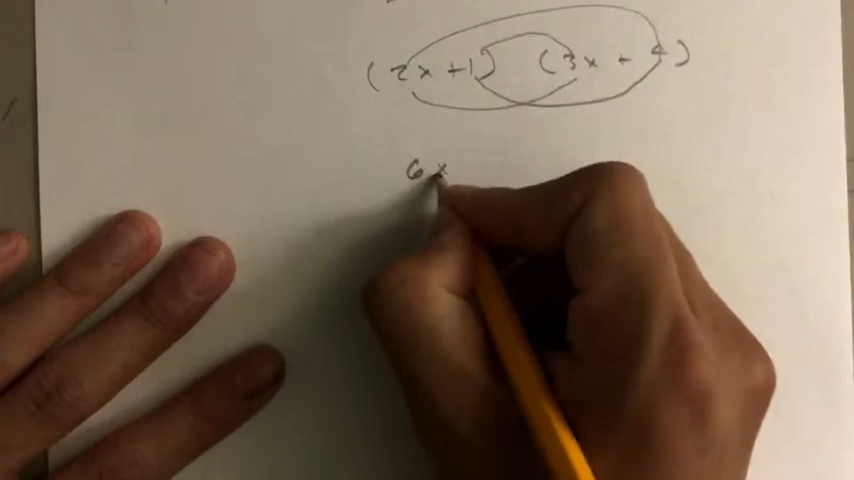 (2x+1) (3x + 4)
6x